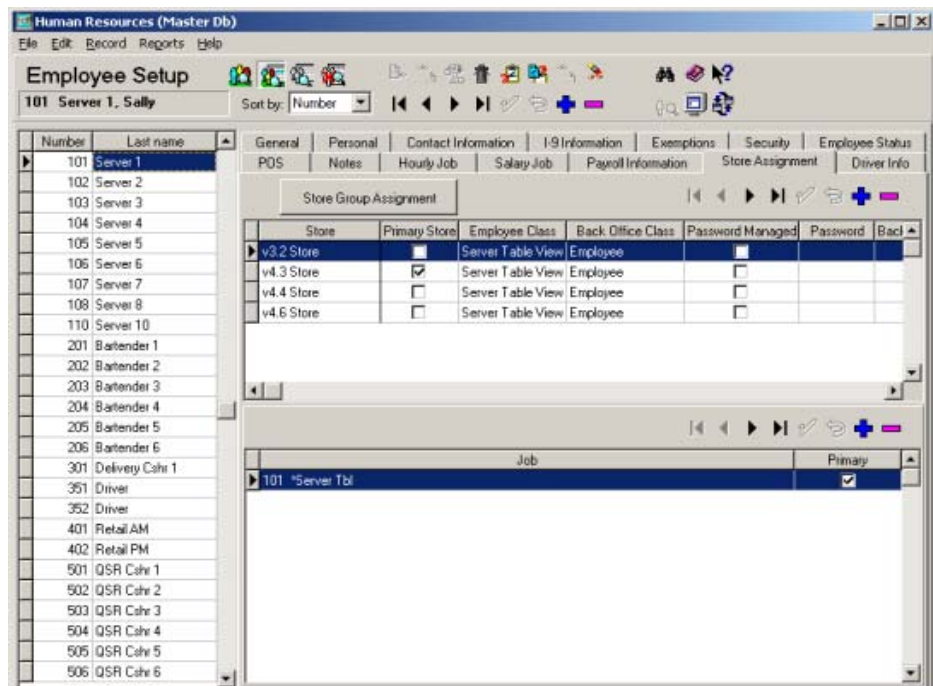 Human Resources (Master Db)
File Edit Record Reports Help
Employee Setup
101 Server 1, Sally
Sort by: Number
Number Last name
101 Server 1
102 Server 2
103 Server 3
104 Server 4
105 Server 5
106 Server 6
107 Server 7
108 Server 8
110 Server 10
201 Bartender 1
202 Bartender 2
203 Bartender 3
204 Bartender 4
205 Bartender 5
206 Bartender 6
301 Delivery Cshr 1
351 Driver
352 Driver
401 Retail AM
402 Retail PM
501 QSR Cshr 1
502 QSR Cshr 2
503 QSR Cshr 3
504 QSR Cshr 4
505 QSR Cshr 5
506 QSR Cshr 6
General Personal Contact Information I-9 Information Exemptions Security Employee Status
POS Notes Hourly Job Salary Job Payroll Information Store Assignment Driver Info
Store Group Assignment
Store Primary Store Employee Class Back Office Class Password Managed Password Bacl
v3.2 Store Server Table View Employee
v4.3 Store Server Table View Employee
v4.4 Store Server Table View Employee
v4.6 Store Server Table View Employee
Job Primary
101 *Server Tbl